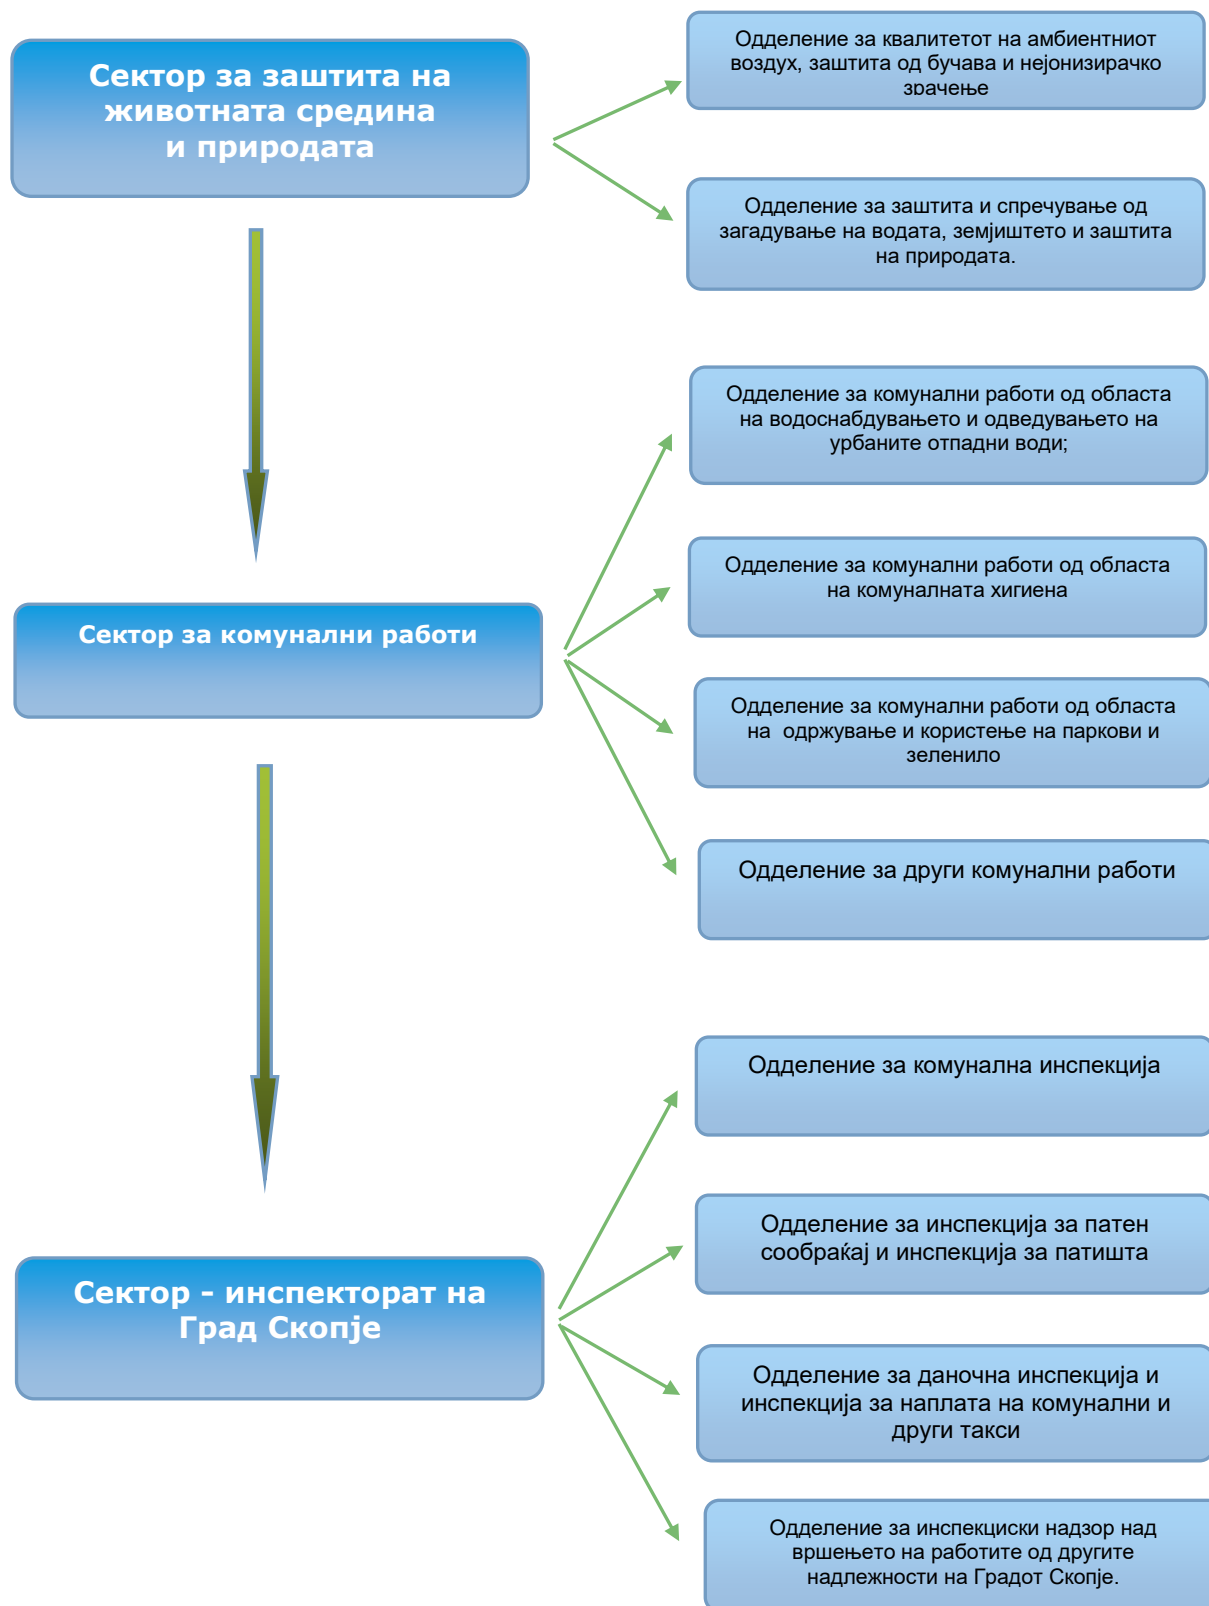 Сектор за заштита на
животната средина
и природата
Одделение за квалитетот на амбиентниот
воздух, заштита од бучава и нејонизирачко
зрачење
Одделение за заштита и спречување од
загадување на водата, земјиштето и заштита
на природата.
Сектор за комунални работи
Одделение за комунални работи од областа
на водоснабдувањето и одведувањето на
урбаните отпадни води;
Одделение за комунални работи од областа
на комуналната хигиена
Одделение за комунални работи од областа
на одржување и користење на паркови и
зеленило
Одделение за други комунални работи
Сектор – инспекторат на
Град Скопје
Одделение за комунална инспекција
Одделение за инспекција за патен
сообраќај и инспекција за патишта
Одделение за даночна инспекција и
инспекција за наплата на комунални и
други такси
Одделение за инспекциски надзор над
вршењето на работите од другите
надлежности на Градот Скопје.